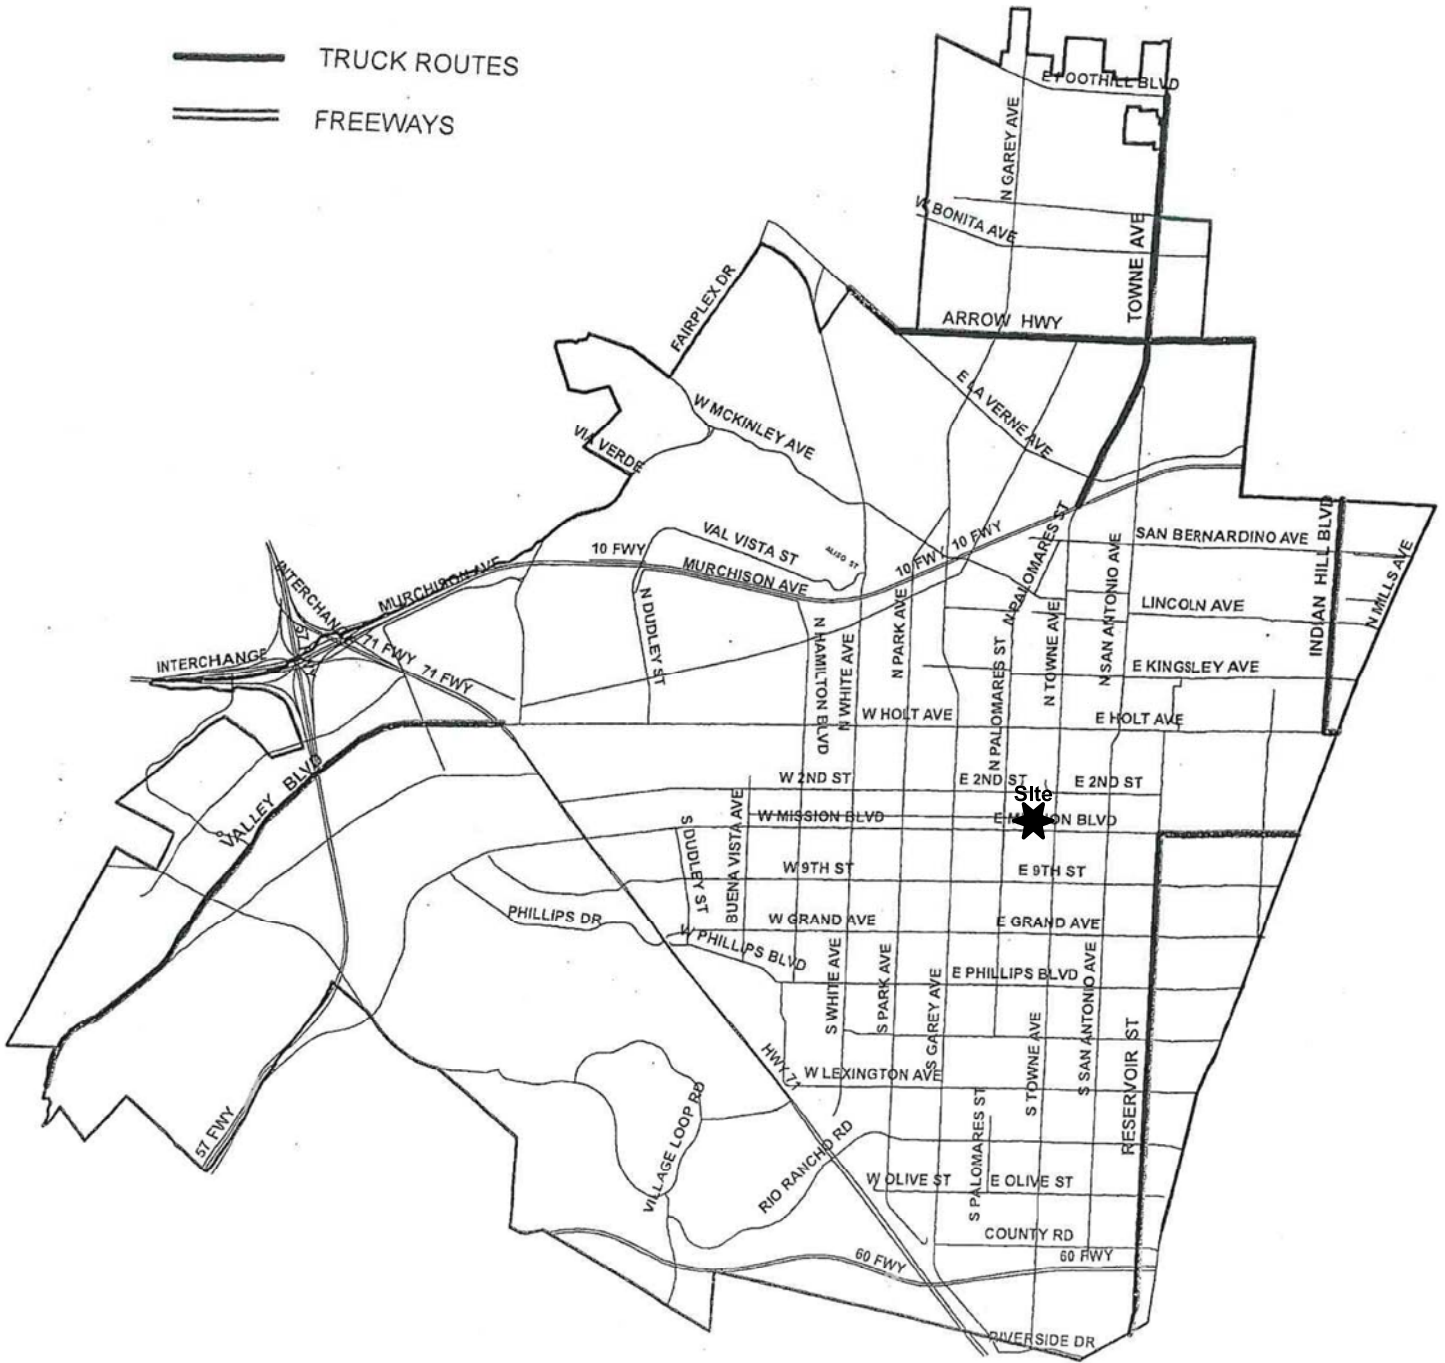 TRUCK ROUTES
FREEWAYS
E FOOTHILL BLVD
N GAREY AVE
W BONITA AVE
TOWNE AVE
FAIRPLEX DR
ARROW HWY
E LA VERNE AVE
W MCKINLEY AVE
VIA VERDE
VAL VISTA ST
ALISO ST
10 FWY
10 FWY
10 FWY
MURCHISON AVE
MURCHISON AVE
SAN BERNARDINO AVE
INDIAN HILL BLVD
N MILLS AVE
N PALOMARES ST
N SAN ANTONIO AVE
LINCOLN AVE
INTERCHANGE
INTERCHANGE
57
71 FWY
71 FWY
N DUDLEY ST
N HAMILTON BLVD
N WHITE AVE
N PARK AVE
N PALOMARES ST
N TOWNE AVE
E KINGSLEY AVE
W HOLT AVE
E HOLT AVE
VALLEY BLVD
W 2ND ST
E 2ND ST
E 2ND ST
Site
W MISSION BLVD
E MISSION BLVD
S DUDLEY ST
BUENA VISTA AVE
W 9TH ST
E 9TH ST
PHILLIPS DR
W GRAND AVE
E GRAND AVE
W PHILLIPS BLVD
E PHILLIPS BLVD
S WHITE AVE
S PARK AVE
S GAREY AVE
S TOWNE AVE
S SAN ANTONIO AVE
RESERVOIR ST
HWY 71
W LEXINGTON AVE
57 FWY
VILLAGE LOOP RD
RIO RANCHO RD
S PALOMARES ST
W OLIVE ST
E OLIVE ST
COUNTY RD
60 FWY
60 FWY
RIVERSIDE DR